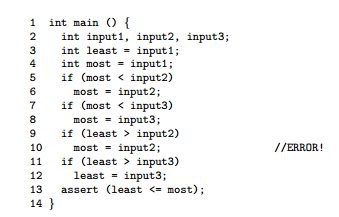 1 int main () {
2 int input1, input2, input3;
3 int least = input1;
4 int most = input1;
5 if (most < input2)
6 most = input2;
7 if (most < input3)
8 most = input3;
9 if (least > input2)
10 most = input2; //ERROR!
11 if (least > input3)
12 least = input3;
13 assert (least <= most);
14 }